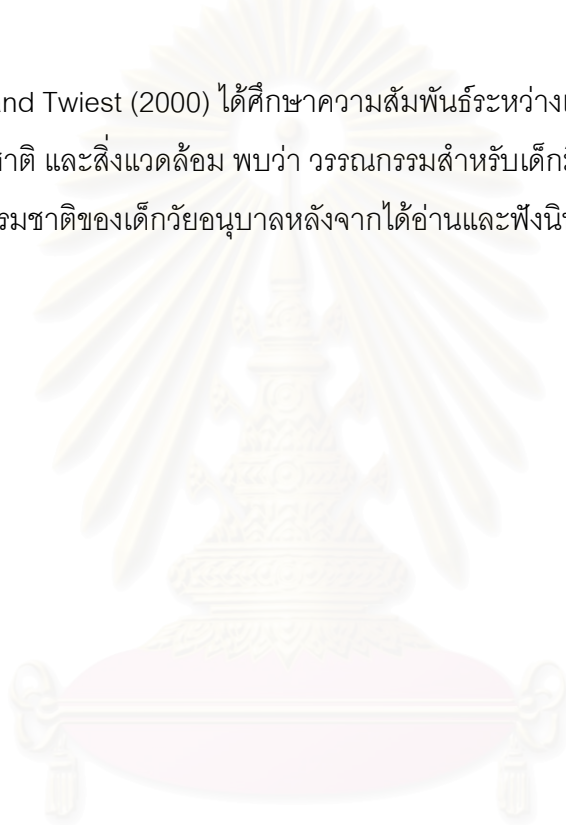 nd Twiest (2000) ได้ศึกษาความสัมพันธ์ระหว่าง
ชาติ และสิ่งแวดล้อม พบว่า วรรณกรรมสำหรับเด็ก
รมชาติของเด็กวัยอนุบาลหลังจากได้อ่านและฟังนิ